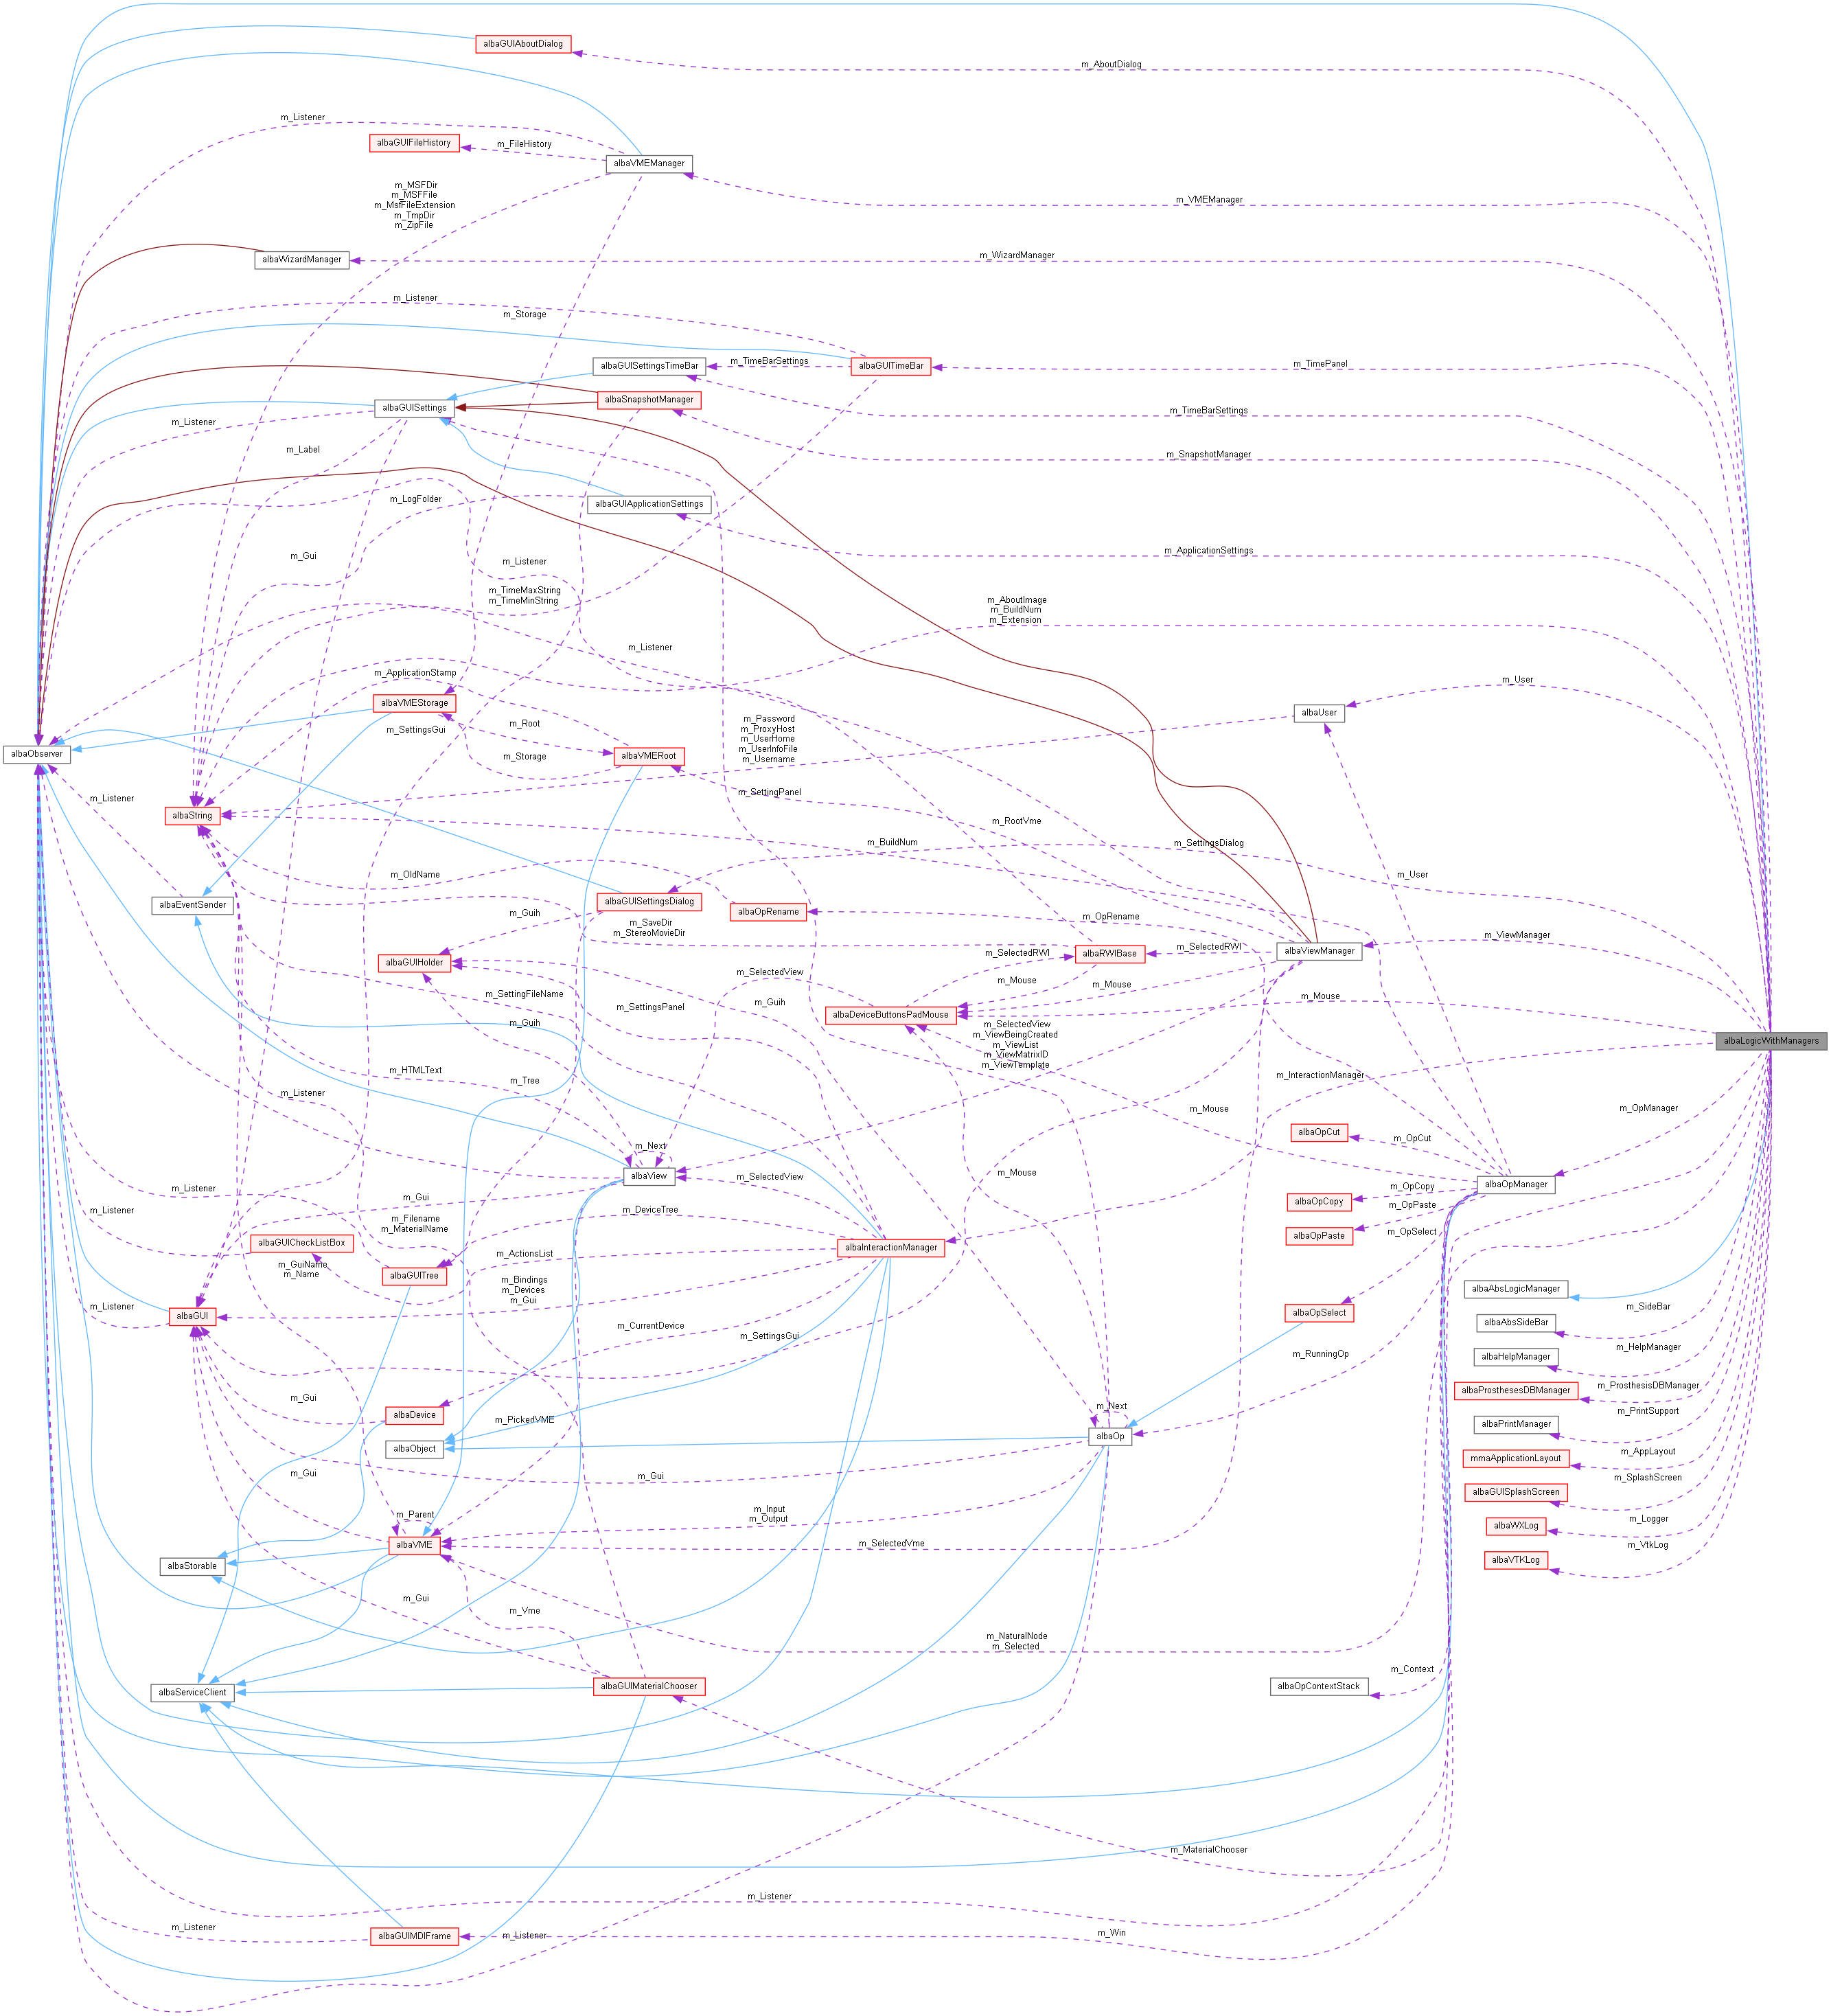 albaGUIAboutDialog
m_AboutDialog
m_Listener
albaGUIFileHistory
m_FileHistory
albaVMEManager
m_MSFDir
m_MSFFile
m_MsfFileExtension
m_TmpDir
m_ZipFile
m_VMEManager
albaWizardManager
m_WizardManager
m_Listener
m_Storage
albaGUISettingsTimeBar
m_TimeBarSettings
albaGUITimeBar
m_TimePanel
albaGUISettings
albaSnapshotManager
m_TimeBarSettings
m_Listener
m_Label
m_SnapshotManager
m_LogFolder
albaGUIApplicationSettings
m_Gui
m_Listener
m_ApplicationSettings
m_TimeMaxString
m_TimeMinString
m_AboutImage
m_BuildNum
m_Extension
m_Listener
m_ApplicationStamp
m_User
albaVMEStorage
albaUser
m_Root
m_SettingsGui
m_Password
m_ProxyHost
m_UserHome
m_UserInfoFile
m_Username
albaObserver
albaVMERoot
m_Storage
m_Listener
m_SettingPanel
albaString
m_RootVme
m_BuildNum
m_SettingsDialog
m_OldName
m_User
albaEventSender
albaGUISettingsDialog
albaOpRename
m_OpRename
m_Guih
m_SaveDir
m_StereoMovieDir
m_ViewManager
albaGUIHolder
m_SelectedRWI
albaRWIBase
m_SelectedRWI
albaViewManager
m_SelectedView
m_Mouse
m_Mouse
m_SettingFileName
m_SettingsPanel
m_Guih
albaDeviceButtonsPadMouse
m_Mouse
m_Guih
m_SelectedView
m_ViewBeingCreated
m_ViewList
m_ViewMatrixID
m_ViewTemplate
albaLogicWithManagers
m_HTMLText
m_Tree
m_InteractionManager
m_Listener
m_Mouse
m_OpManager
albaOpCut
m_OpCut
m_Next
albaView
m_SelectedView
m_Mouse
albaOpManager
m_Listener
m_Gui
m_DeviceTree
albaOpCopy
m_OpCopy
m_OpPaste
m_Listener
m_Filename
m_MaterialName
albaOpPaste
m_OpSelect
albaGUICheckListBox
albaInteractionManager
m_ActionsList
m_GuiName
m_Name
albaGUITree
m_Bindings
m_Devices
m_Gui
albaAbsLogicManager
m_Listener
albaGUI
m_CurrentDevice
m_SettingsGui
albaOpSelect
m_SideBar
albaAbsSideBar
m_RunningOp
m_HelpManager
albaHelpManager
m_Gui
albaProsthesesDBManager
m_ProsthesisDBManager
albaDevice
m_PickedVME
m_Next
m_PrintSupport
albaPrintManager
albaObject
albaOp
m_AppLayout
mmaApplicationLayout
m_Gui
m_Gui
m_SplashScreen
albaGUISplashScreen
m_Parent
m_Input
m_Output
m_Logger
albaWXLog
albaVME
m_SelectedVme
m_VtkLog
albaVTKLog
albaStorable
m_Gui
m_Vme
m_NaturalNode
m_Selected
m_Context
albaServiceClient
albaGUIMaterialChooser
albaOpContextStack
m_MaterialChooser
m_Listener
m_Listener
albaGUIMDIFrame
m_Listener
m_Win